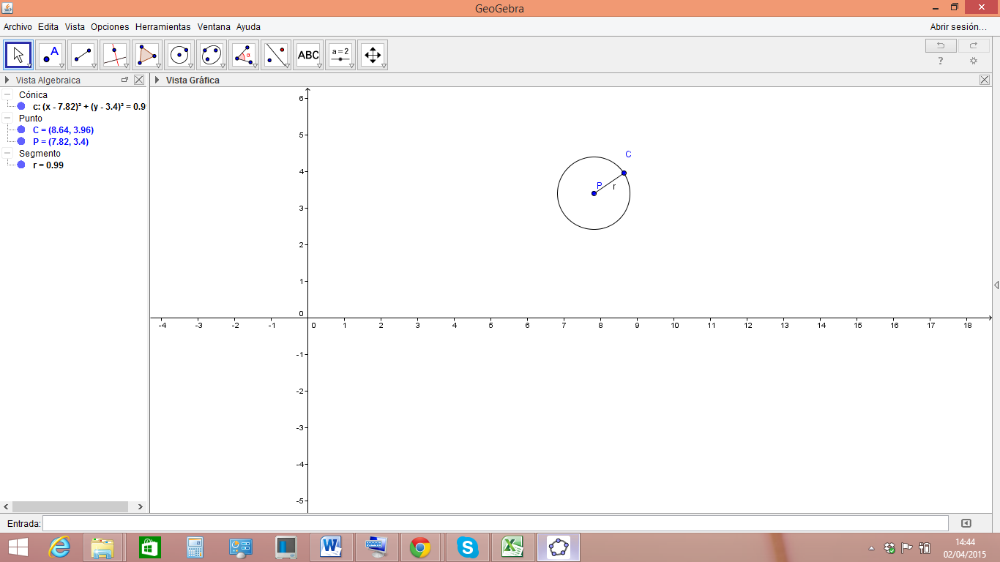 GeoGebra
Archivo Edita Vista Opciones Herramientas Ventana Ayuda Abrir sesión...
A α ABC a=2
?
Vista Algebraica
Vista Gráfica
Cónica
c: (x - 7.82)² + (y - 3.4)² = 0.9
Punto
C = (8.64, 3.96)
P = (7.82, 3.4)
Segmento
r = 0.99
6
5
4
3
2
1
0
C
P
r
-4 -3 -2 -1 0 1 2 3 4 5 6 7 8 9 10 11 12 13 14 15 16 17 18
-1
-2
-3
-4
-5
Entrada:
14:44
02/04/2015